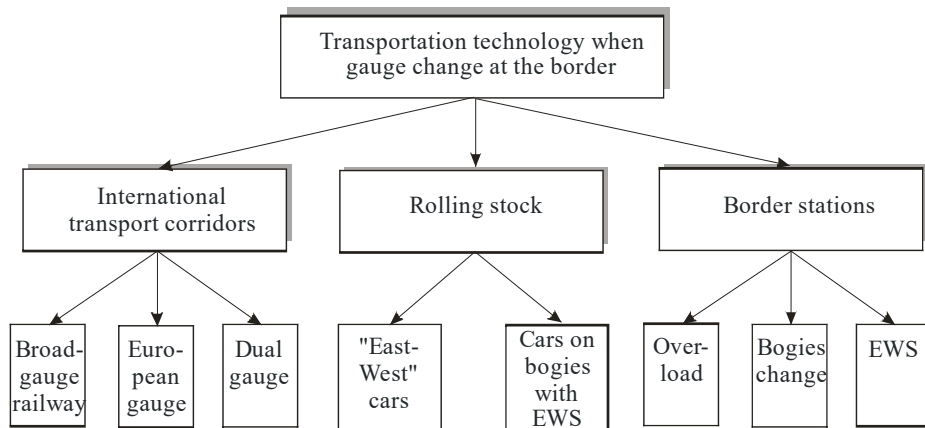 Transportation technology when
gauge change at the border
International
transport corridors
Rolling stock
Border stations
Broad-
gauge
railway
Euro-
pean
gauge
Dual
gauge
"East-
West"
cars
Cars on
bogies
with
EWS
Over-
load
Bogies
change
EWS